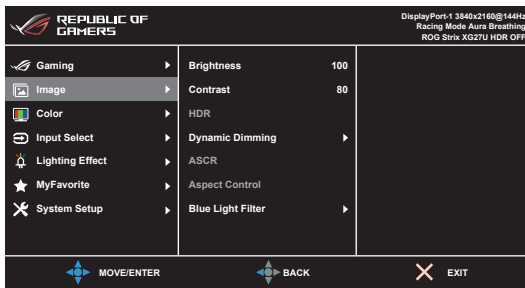 REPUBLIC OF
GAMERS
DisplayPort-1 3840x2160@144Hz
Racing Mode Aura Breathing
ROG Strix XG27U HDR OFF
Gaming
Image
Color
Input Select
Lighting Effect
MyFavorite
System Setup
Brightness 100
Contrast 80
HDR
Dynamic Dimming
ASCR
Aspect Control
Blue Light Filter
MOVE/ENTER BACK EXIT